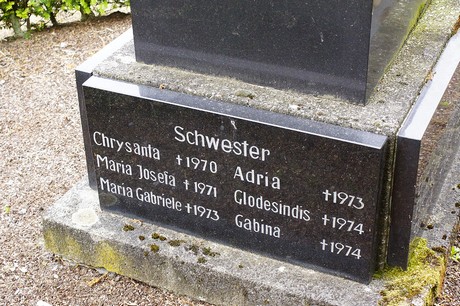 Schwester
Chrysanta †1970 Adria †1973
Maria Josefa †1971 Glodesindis †1974
Maria Gabriele †1973 Gabina †1974